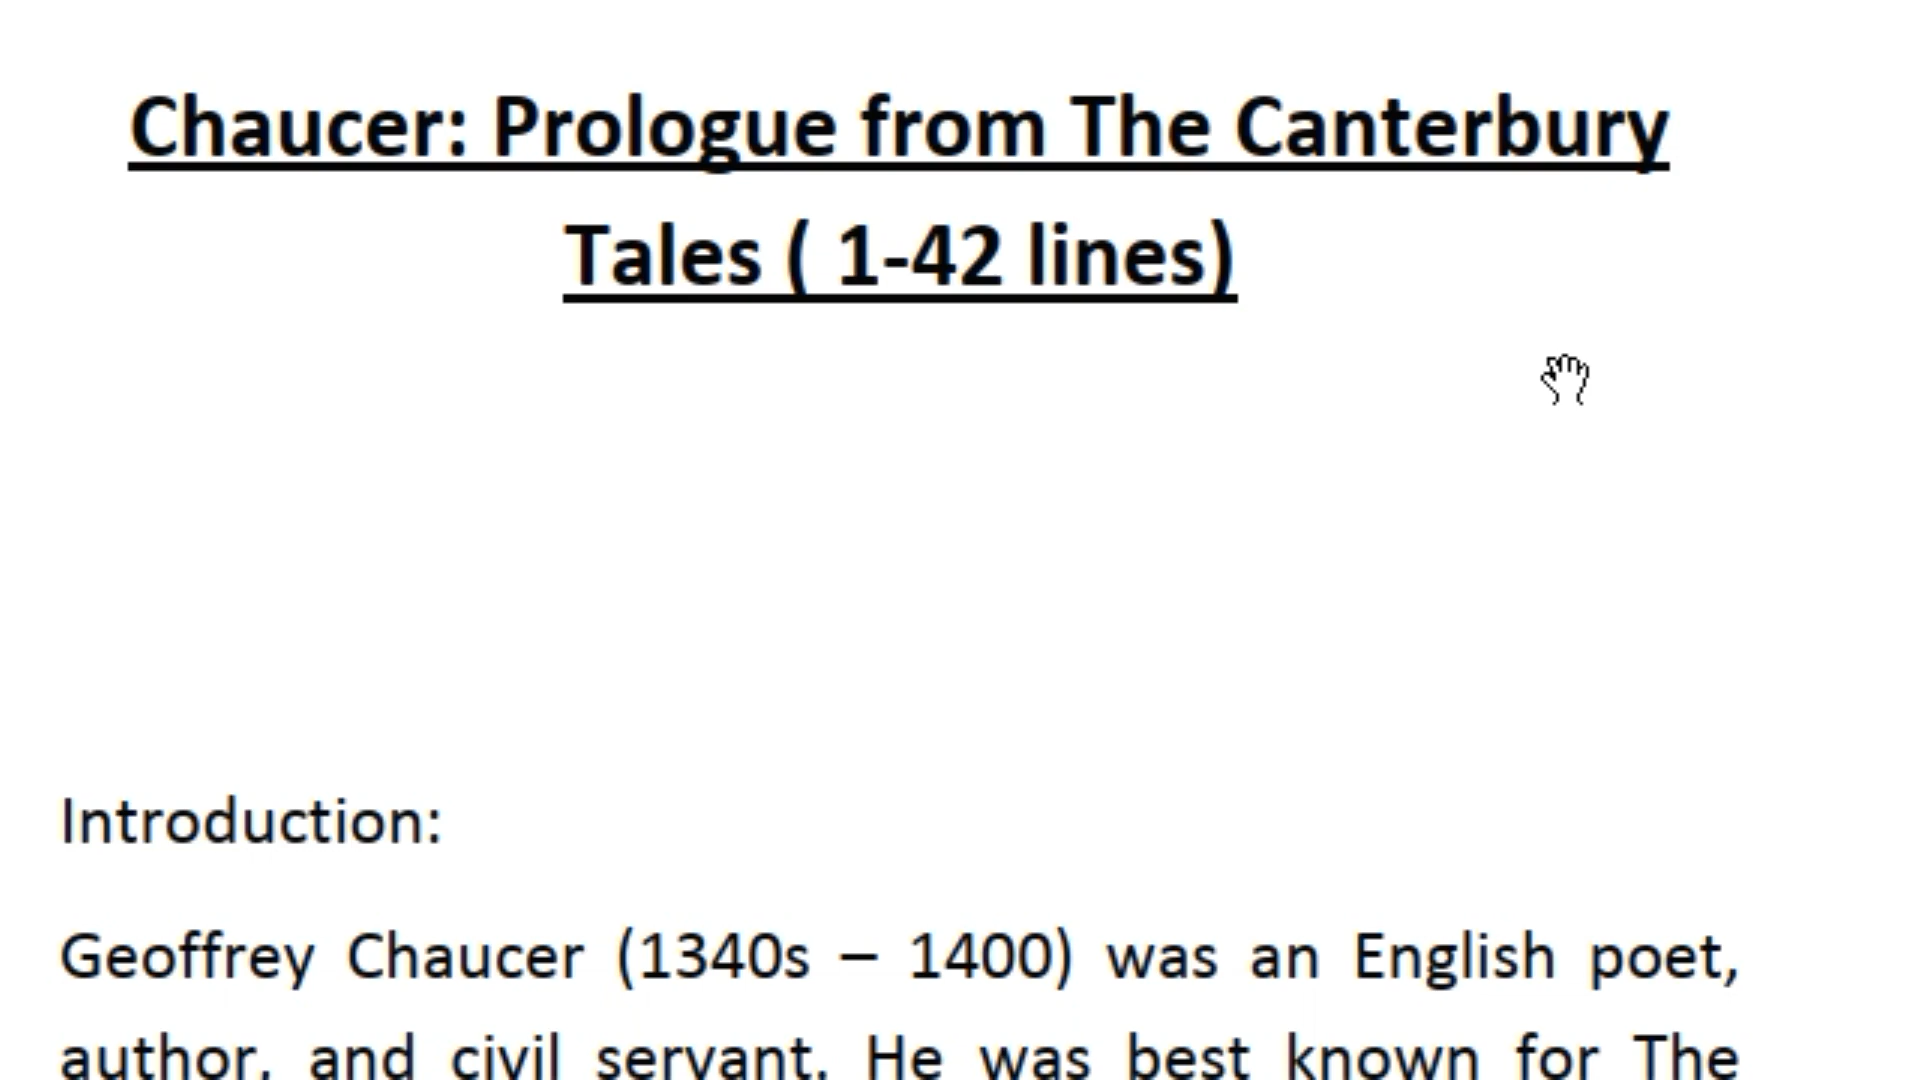 Chaucer: Prologue from The Canterbury
Tales ( 1-42 lines)
Introduction:
Geoffrey Chaucer (1340s – 1400) was an English poet,
author, and civil servant. He was best known for The